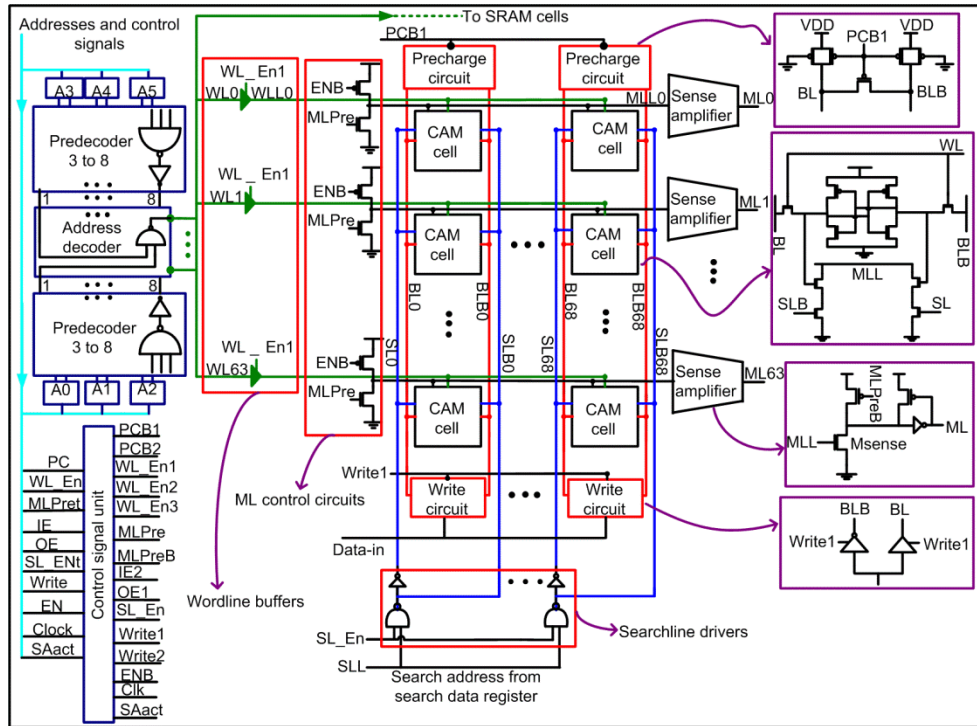 Addresses and control
signals
To SRAM cells
PCB1
A3 A4 A5
Predecoder
3 to 8
1 8
Address
decoder
1 8
Predecoder
3 to 8
A0 A1 A2
WL_En1
WL0 WLL0
WL_En1
WL1
WL_En1
WL63
ENB
MLPre
ENB
MLPre
ENB
MLPre
Precharge
circuit
Precharge
circuit
CAM
cell
CAM
cell
CAM
cell
CAM
cell
CAM
cell
CAM
cell
MLL0
Sense
amplifier
ML0
Sense
amplifier
ML1
Sense
amplifier
ML63
BL0
BLB0
BL68
BLB68
SL0
SLB0
SL68
SLB68
Write1
Write
circuit
Write
circuit
Data-in
ML control circuits
Wordline buffers
Searchline drivers
SL_En
SLL
Search address from
search data register
Control signal unit
PC
WL_En
MLPret
IE
OE
SL_ENt
Write
EN
Clock
SAact
PCB1
PCB2
WL_En1
WL_En2
WL_En3
MLPre
MLPreB
IE2
OE1
SL_En
Write1
Write2
ENB
Clk
SAact
VDD VDD
PCB1
BL BLB
WL
BL
BLB
MLL
SLB SL
MLPreB
ML
MLL
Msense
BLB BL
Write1 Write1